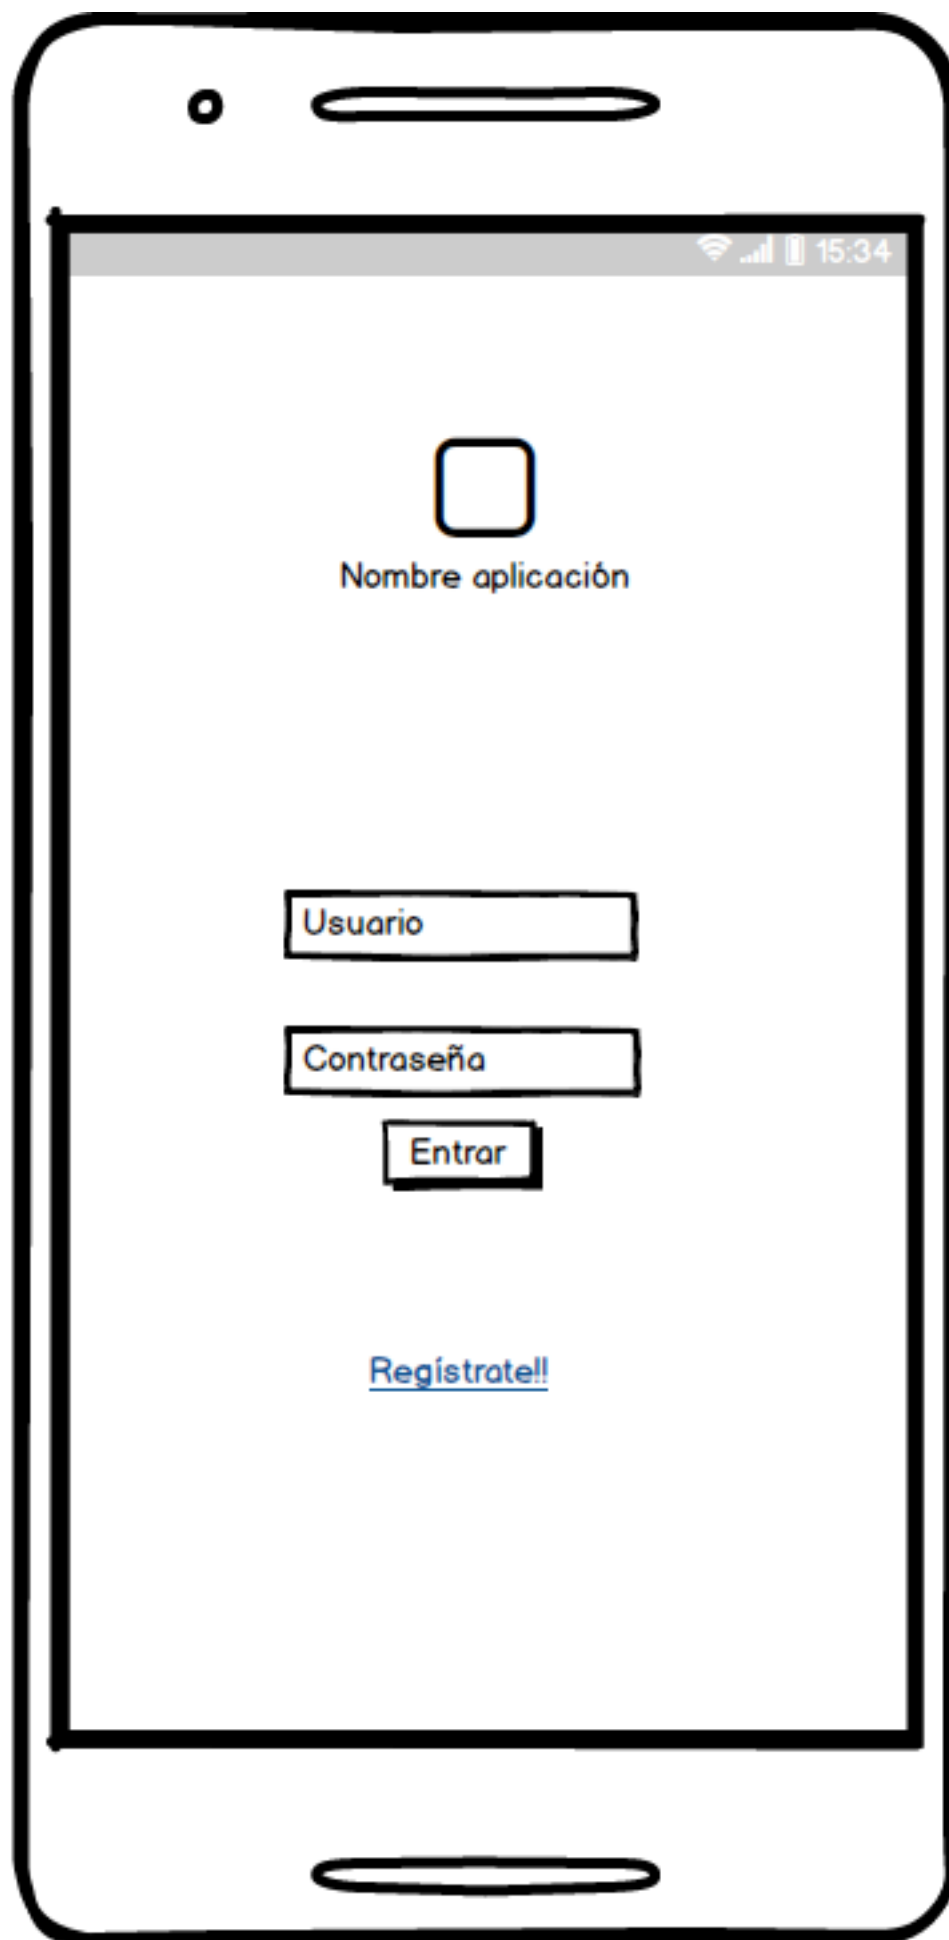 15:34
Nombre aplicación
Usuario
Contraseña
Entrar
Regístrate!!